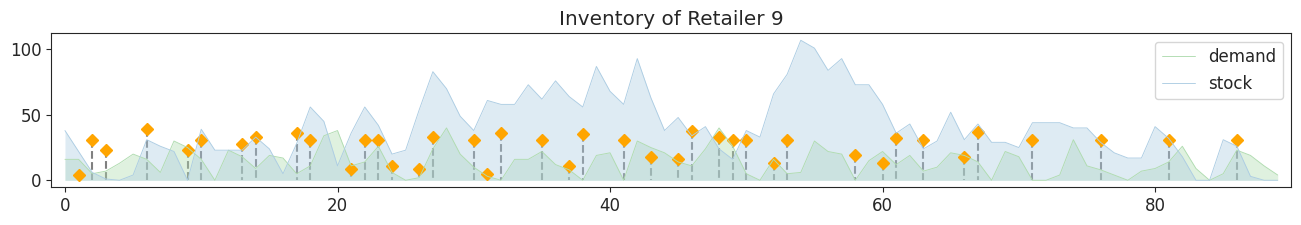 Inventory of Retailer 9
100
50
0
demand
stock
0 20 40 60 80